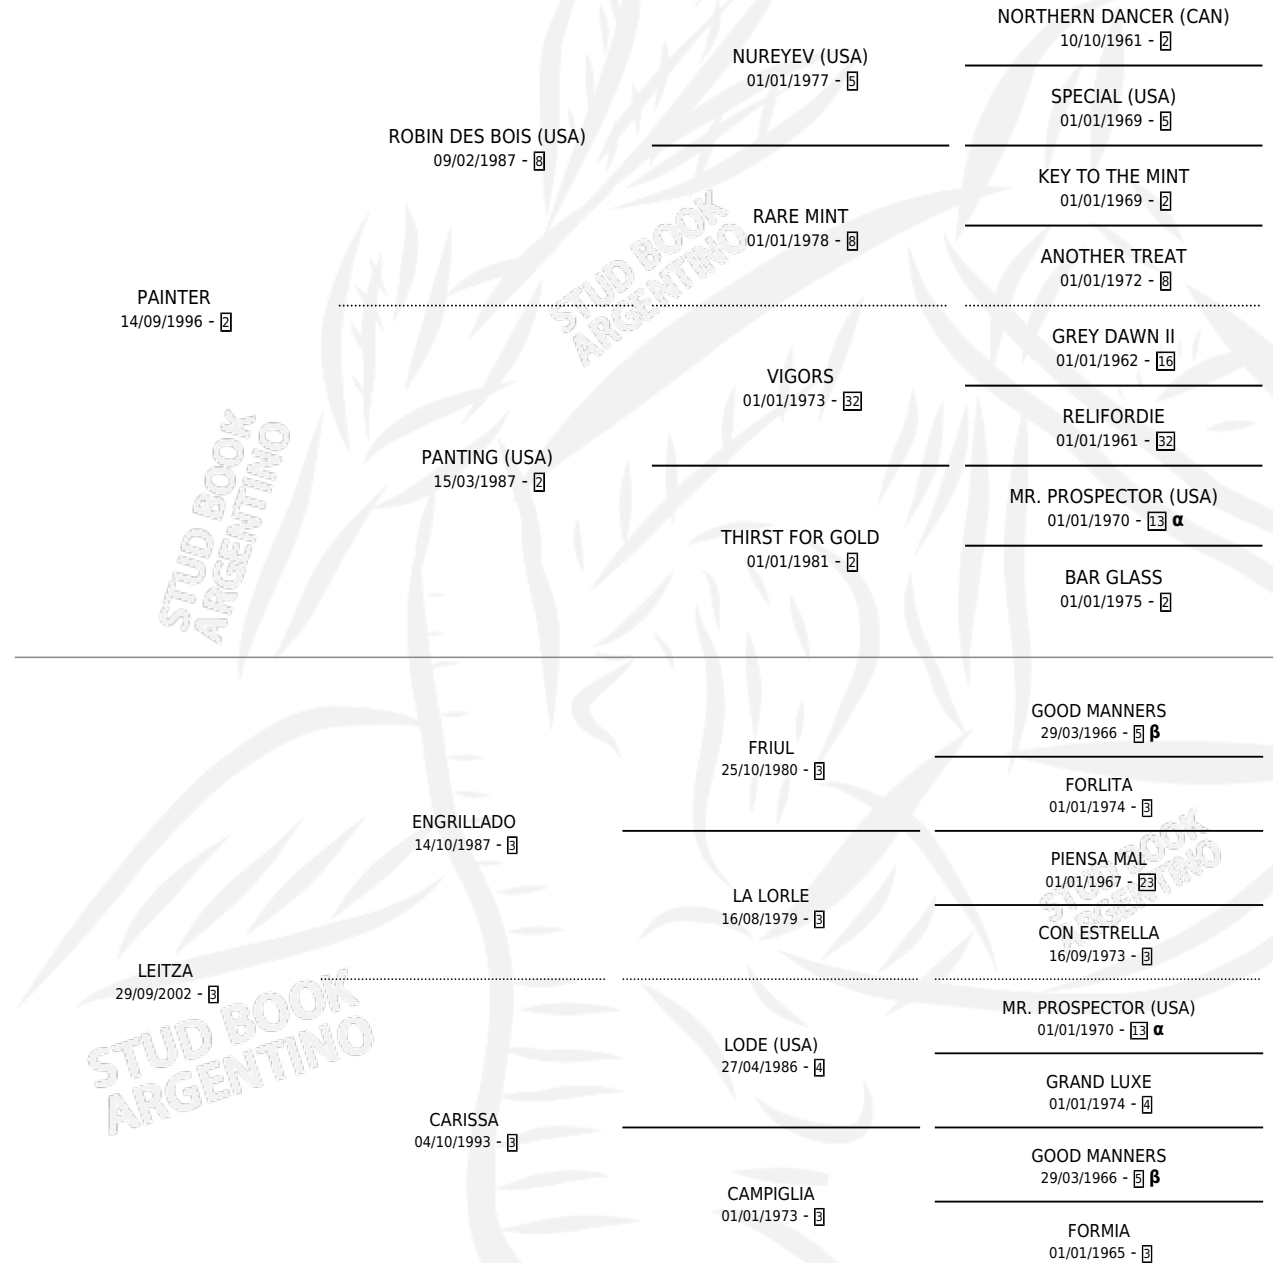 NORTHERN DANCER (CAN)
10/10/1961 - 2
NUREYEV (USA)
01/01/1977 - 5
SPECIAL (USA)
01/01/1969 - 5
ROBIN DES BOIS (USA)
09/02/1987 - 8
KEY TO THE MINT
01/01/1969 - 2
RARE MINT
01/01/1978 - 8
ANOTHER TREAT
01/01/1972 - 8
PAINTER
14/09/1996 - 2
GREY DAWN II
01/01/1962 - 16
VIGORS
01/01/1973 - 32
RELIFORDIE
01/01/1961 - 32
PANTING (USA)
15/03/1987 - 2
MR. PROSPECTOR (USA)
01/01/1970 - 13 α
THIRST FOR GOLD
01/01/1981 - 2
BAR GLASS
01/01/1975 - 2
STUD BOOK
ARGENTINO
STUD BOOK
ARGENTINO
GOOD MANNERS
29/03/1966 - 5 β
FRIUL
25/10/1980 - 3
FORLITA
01/01/1974 - 3
ENGRILLADO
14/10/1987 - 3
PIENSA MAL
01/01/1967 - 23
LA LORLE
16/08/1979 - 3
CON ESTRELLA
16/09/1973 - 3
LEITZA
29/09/2002 - 3
MR. PROSPECTOR (USA)
01/01/1970 - 13 α
LODE (USA)
27/04/1986 - 4
GRAND LUXE
01/01/1974 - 4
CARISSA
04/10/1993 - 3
GOOD MANNERS
29/03/1966 - 5 β
CAMPIGLIA
01/01/1973 - 3
FORMIA
01/01/1965 - 3
STUD BOOK
ARGENTINO
STUD BOOK
ARGENTINO